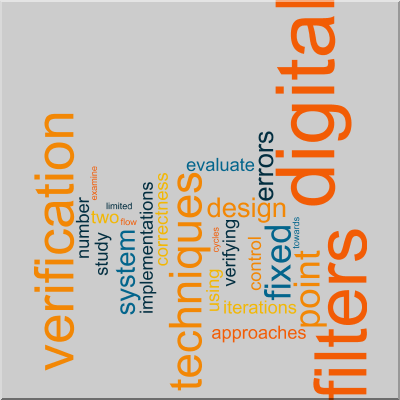 digital
filters
verification
techniques
errors
evaluate
design
fixed
point
system
implementations
correctness
number
examine
limited
two
flow
study
cycles
verifying
control
towards
using
iterations
approaches